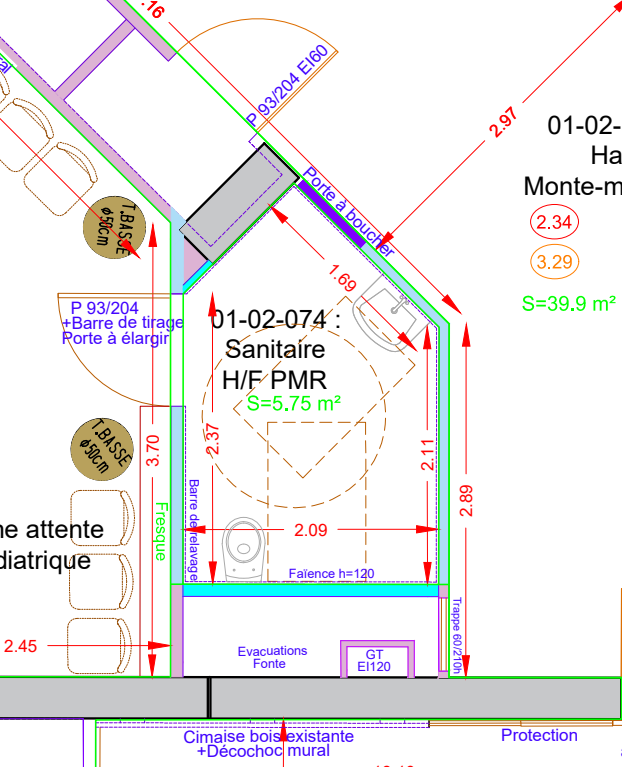 .16
P 93/204 EI60
2.97
01-02-
Ha
Monte-m
2.34
3.29
S=39.9 m²
Porte à boucher
T.BASSE
ø50cm
1.69
P 93/204
+Barre de tirage
Porte à élargir
01-02-074 :
Sanitaire
H/F PMR
S=5.75 m²
T.BASSE
ø50cm
3.70
2.37
2.11
2.89
Fresque
Barre de relavage
2.09
ne attente
diatrique
Faïence h=120
2.45
Evacuations
Fonte
GT
EI120
Trappe 60/210h
Cimaise bois existante
+Décochoc mural
Protection